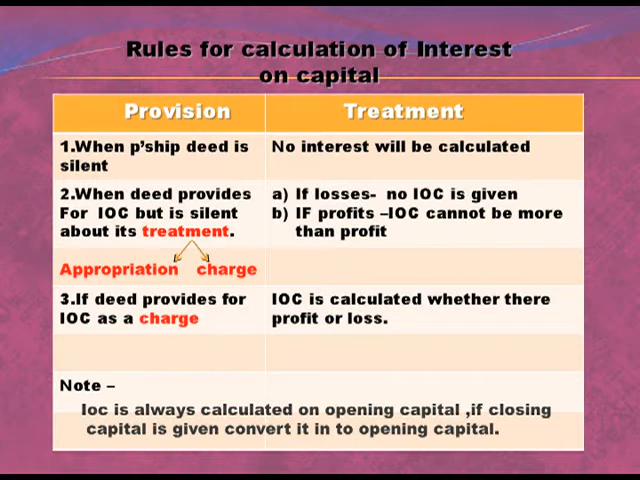 Rules for calculation of Interest
on capital
Provision
Treatment
1.When p'ship deed is
silent
No interest will be calculated
2.When deed provides
For IOC but is silent
about its treatment.
a) If losses- no IOC is given
b) IF profits –IOC cannot be more
than profit
Appropriation charge
3.If deed provides for
IOC as a charge
IOC is calculated whether there
profit or loss.
Note –
Ioc is always calculated on opening capital ,if closing
capital is given convert it in to opening capital.